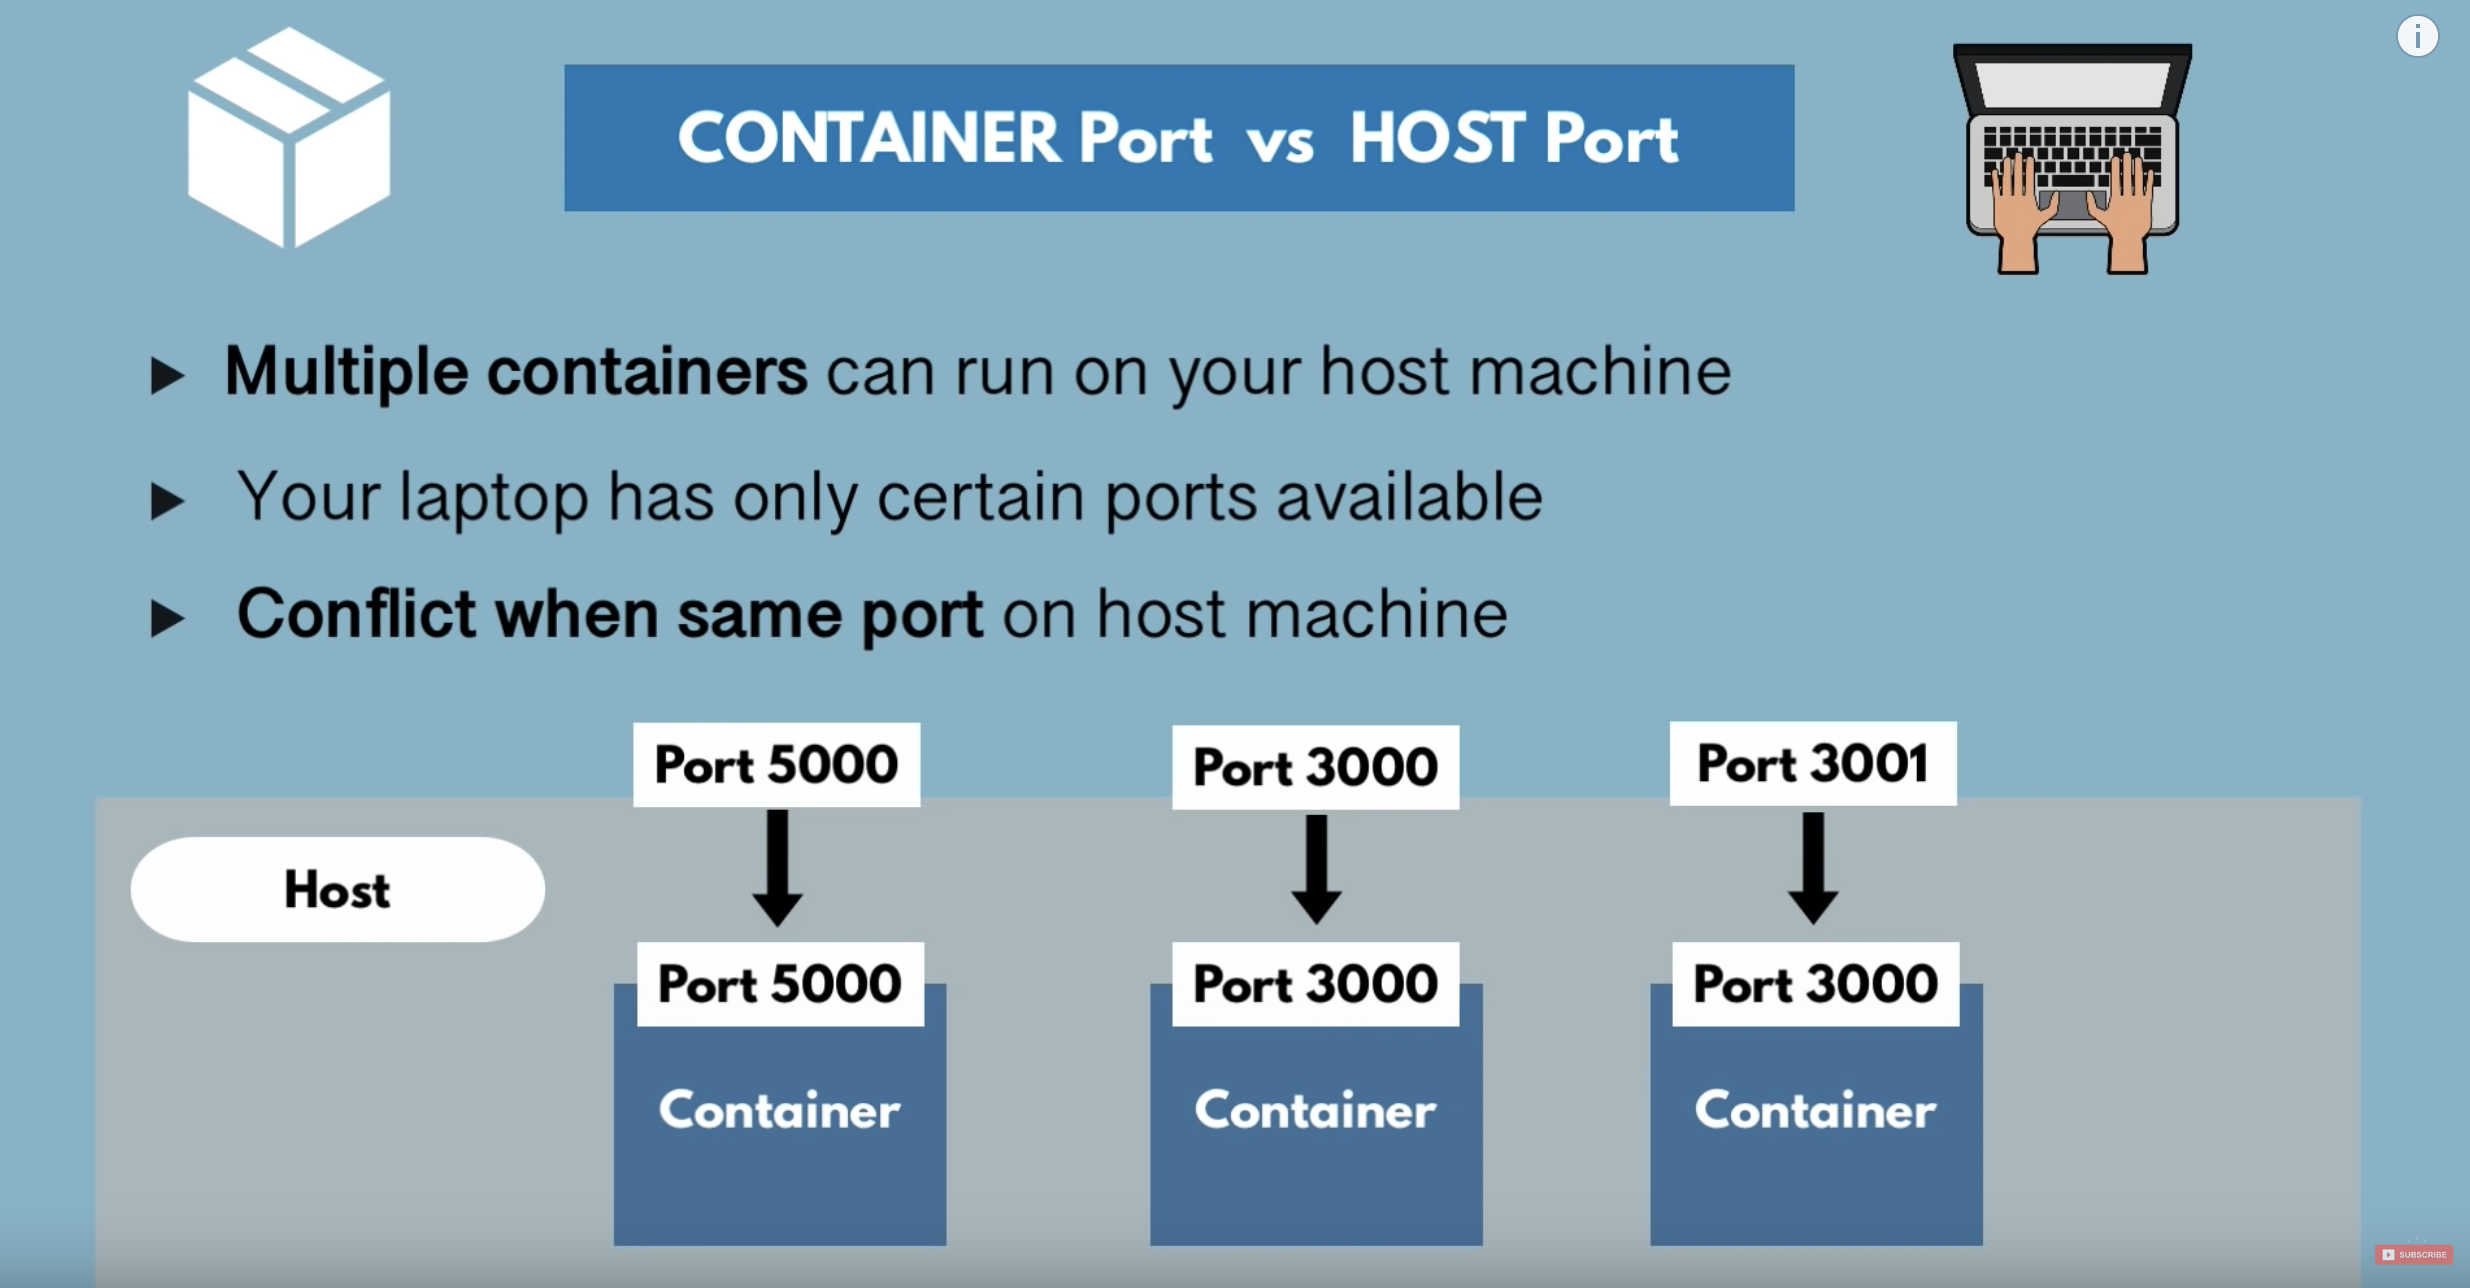 CONTAINER Port vs HOST Port
Multiple containers can run on your host machine
Your laptop has only certain ports available
Conflict when same port on host machine
Port 5000
Port 3000
Port 3001
Host
Port 5000
Port 3000
Port 3000
Container
Container
Container
SUBSCRIBE